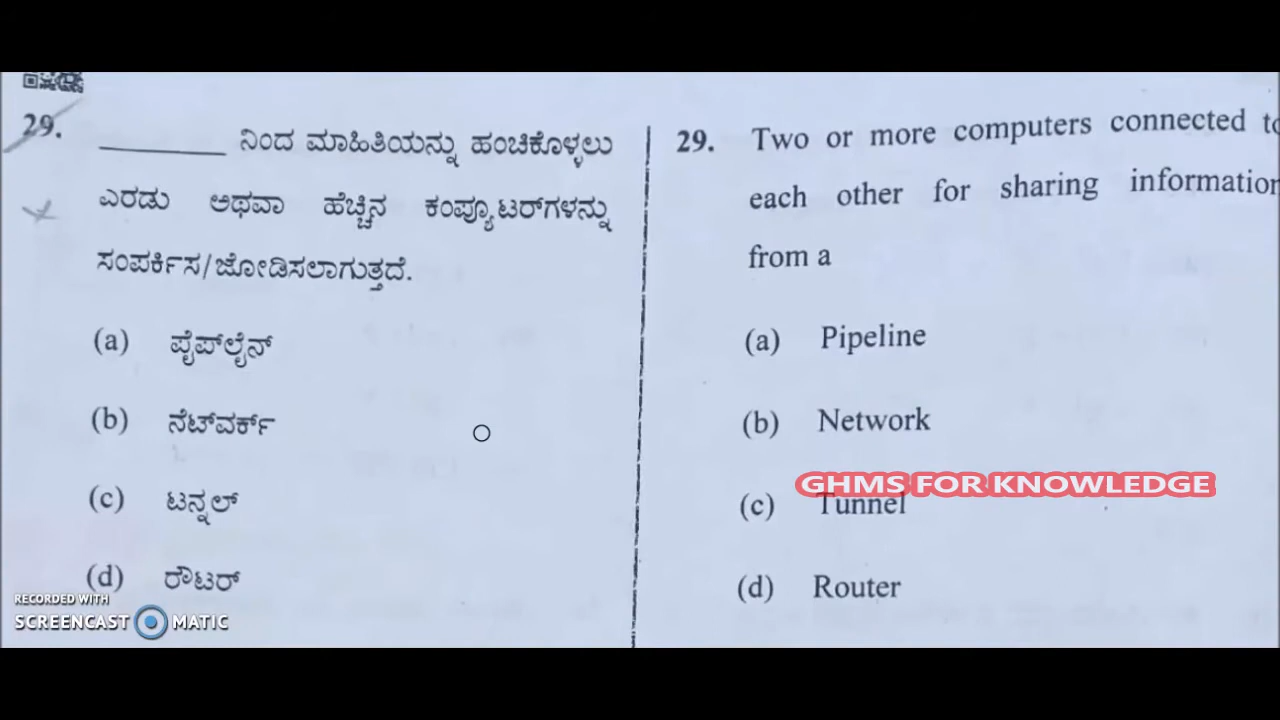 29. ________ ನಿಂದ ಮಾಹಿತಿಯನ್ನು ಹಂಚಿಕೊಳ್ಳಲು
ಎರಡು ಅಥವಾ ಹೆಚ್ಚಿನ ಕಂಪ್ಯೂಟರ್‌ಗಳನ್ನು
ಸಂಪರ್ಕಿಸ/ಜೋಡಿಸಲಾಗುತ್ತದೆ.
(a) ಪೈಪ್‌ಲೈನ್
(b) ನೆಟ್‌ವರ್ಕ್
(c) ಟನ್ನಲ್
(d) ರೌಟರ್
29. Two or more computers connected to
each other for sharing information
from a
(a) Pipeline
(b) Network
(c) Tunnel
(d) Router
GHMS FOR KNOWLEDGE
RECORDED WITH
SCREENCAST MATIC